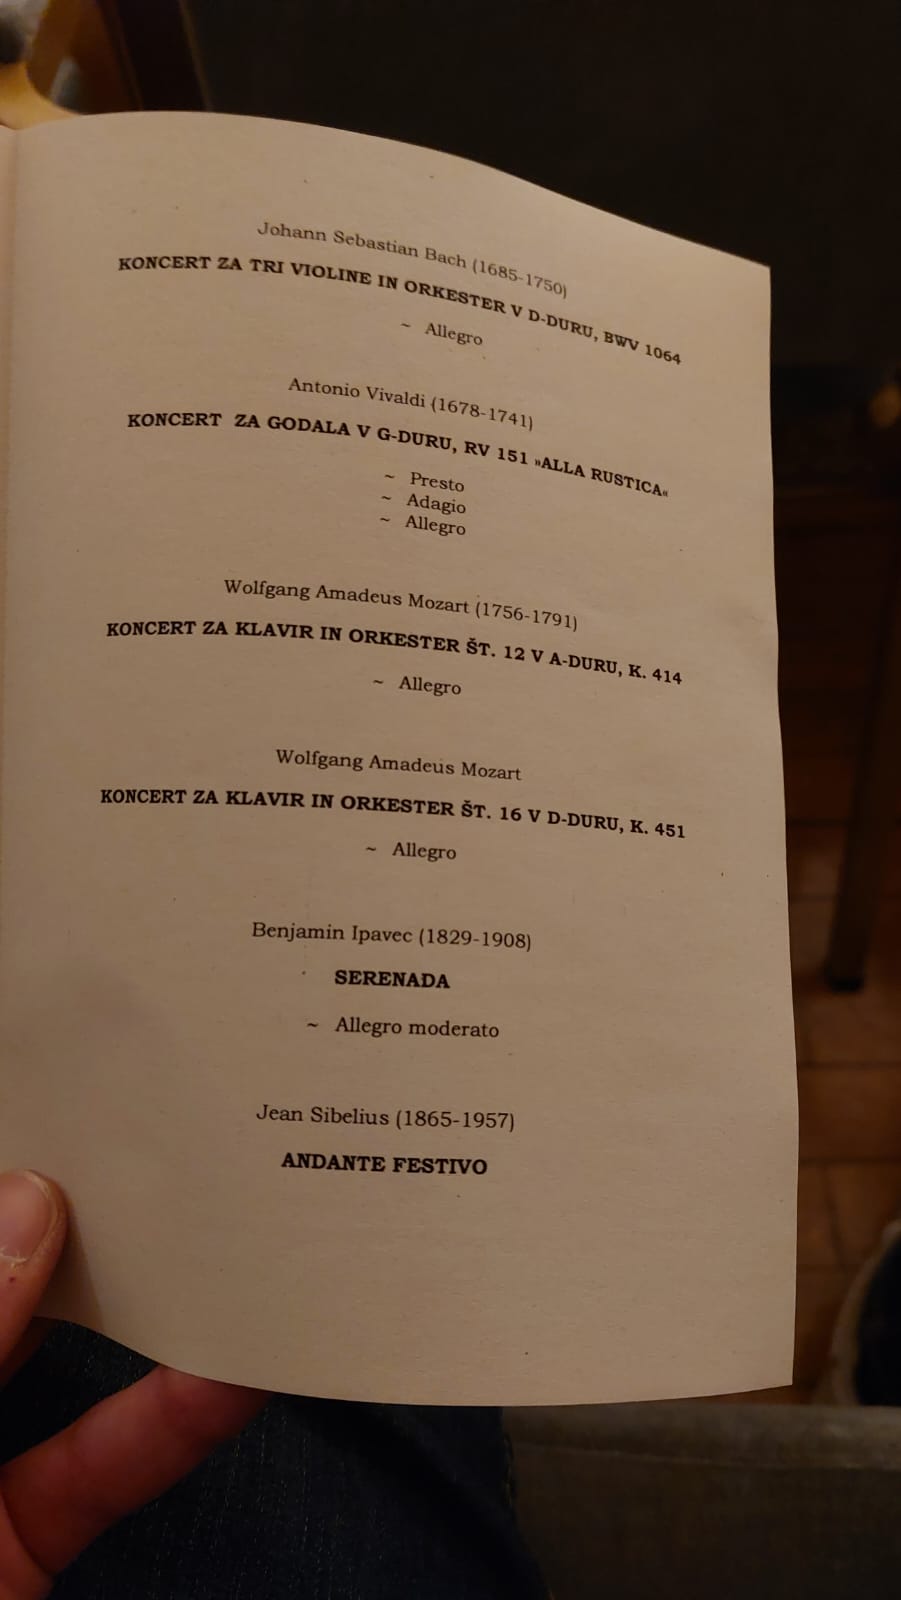 Johann Sebastian Bach (1685-1750)
KONCERT ZA TRI VIOLINE IN ORKESTER V D-DURU, BWV 1064
~ Allegro
Antonio Vivaldi (1678-1741)
KONCERT ZA GODALA V G-DURU, RV 151 »ALLA RUSTICA«
~ Presto
~ Adagio
~ Allegro
Wolfgang Amadeus Mozart (1756-1791)
KONCERT ZA KLAVIR IN ORKESTER ŠT. 12 V A-DURU, K. 414
~ Allegro
Wolfgang Amadeus Mozart
KONCERT ZA KLAVIR IN ORKESTER ŠT. 16 V D-DURU, K. 451
~ Allegro
Benjamin Ipavec (1829-1908)
SERENADA
~ Allegro moderato
Jean Sibelius (1865-1957)
ANDANTE FESTIVO